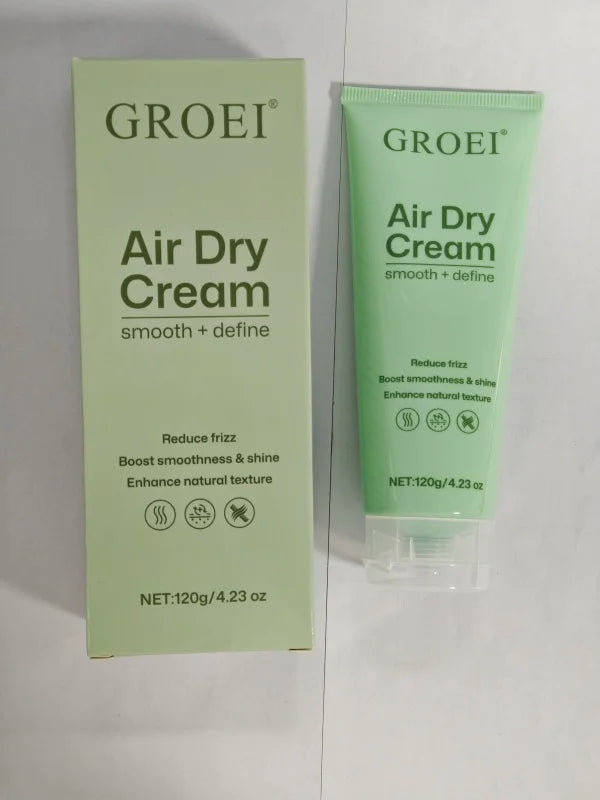 GROEI®
Air Dry
Cream
smooth + define
Reduce frizz
Boost smoothness & shine
Enhance natural texture
NET:120g/4.23 oz
GROEI®
Air Dry
Cream
smooth + define
Reduce frizz
Boost smoothness & shine
Enhance natural texture
NET:120g/4.23 oz